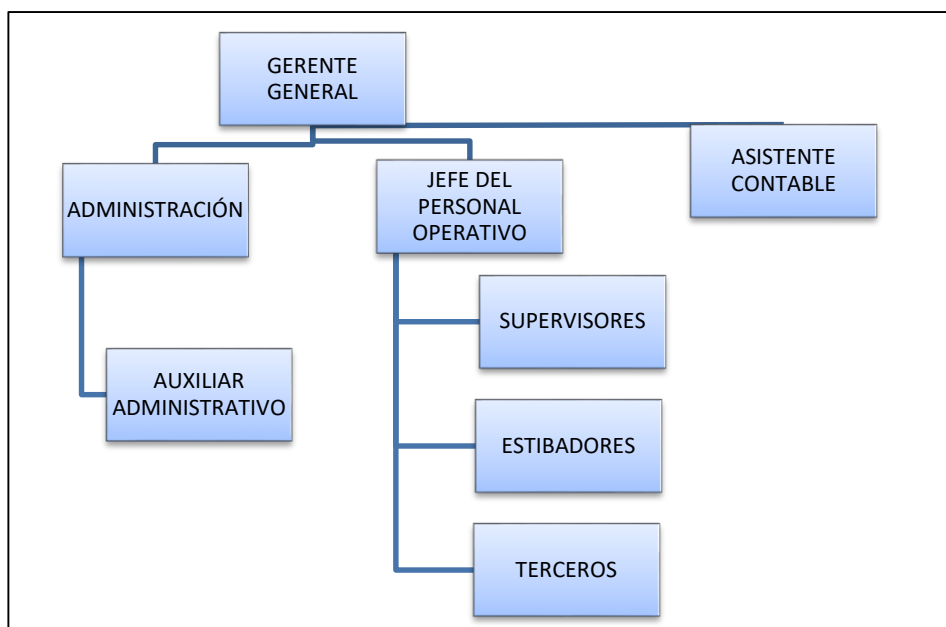 GERENTE
GENERAL
ASISTENTE
CONTABLE
ADMINISTRACIÓN
JEFE DEL
PERSONAL
OPERATIVO
SUPERVISORES
AUXILIAR
ADMINISTRATIVO
ESTIBADORES
TERCEROS